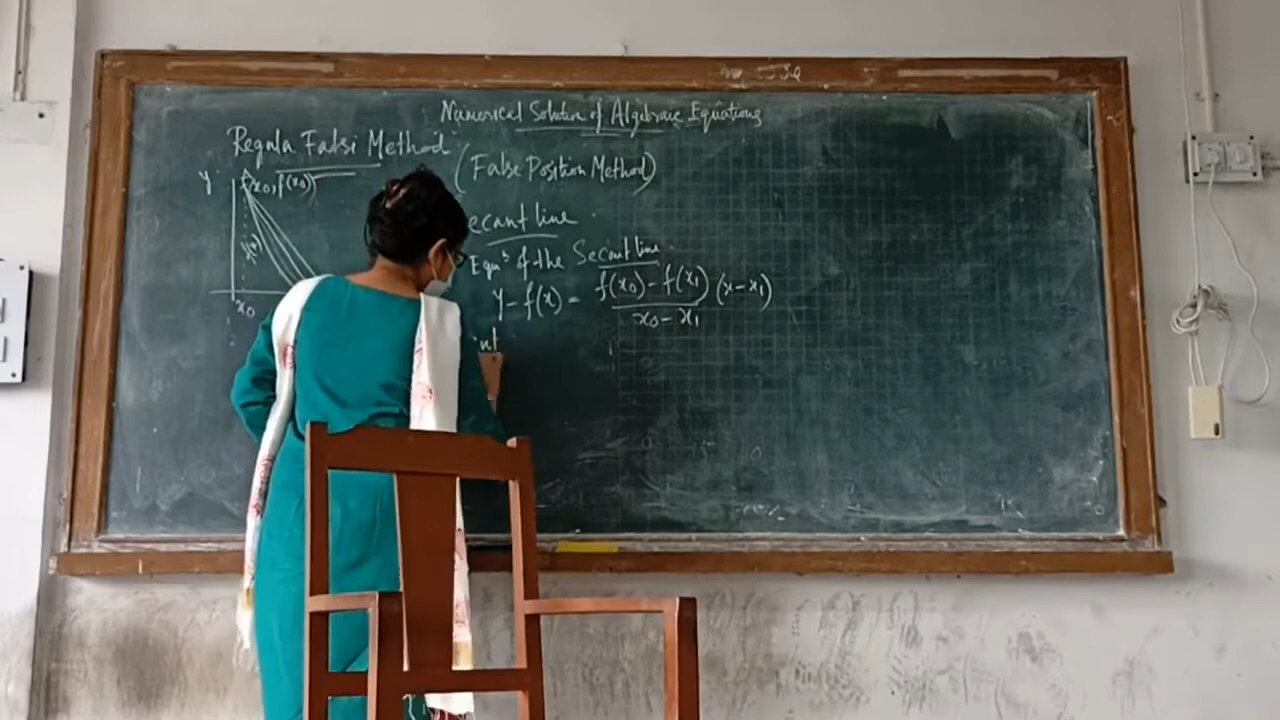 Numerical Solution of Algebraic Equations
Regula Falsi Method
(False Position Method)
y
(x₀, f(x₀))
f(x)
x₀
ecant line
Equⁿ of the Secant line.
y - f(x) = f(x₀) - f(x₁) / x₀ - x₁ (x - x₁)